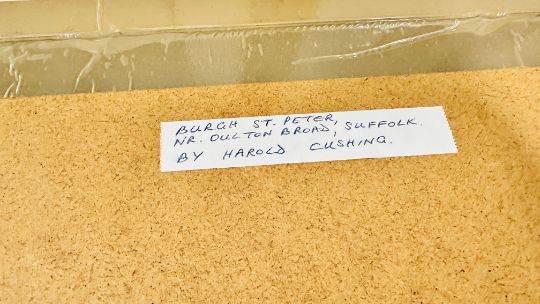 BURGH ST. PETER,
NR. OULTON BROAD, SUFFOLK.
BY HAROLD CUSHING.